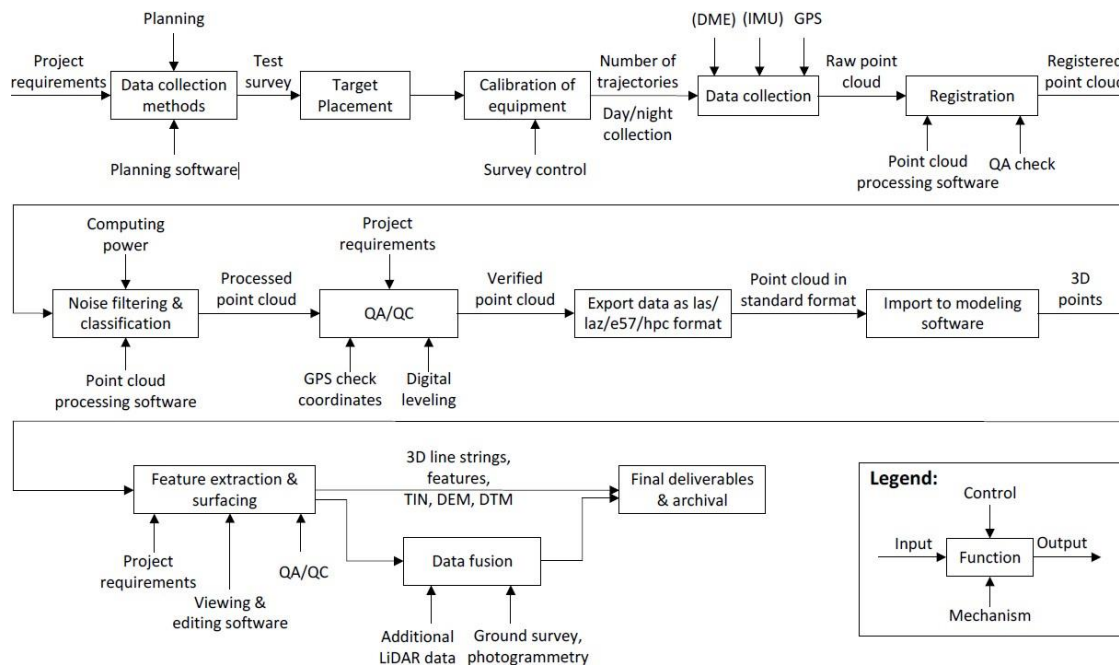 Planning
(DME)
(IMU)
GPS
Project
requirements
Data collection
methods
Test
survey
Target
Placement
Calibration of
equipment
Number of
trajectories
Day/night
collection
Data collection
Raw point
cloud
Registration
Registered
point cloud
Planning software
Survey control
Point cloud
processing software
QA check
Computing
power
Project
requirements
Noise filtering &
classification
Processed
point cloud
QA/QC
Verified
point cloud
Export data as las/
laz/e57/hpc format
Point cloud in
standard format
Import to modeling
software
3D
points
Point cloud
processing software
GPS check
coordinates
Digital
leveling
Feature extraction &
surfacing
3D line strings,
features,
TIN, DEM, DTM
Final deliverables
& archival
Project
requirements
Viewing &
editing software
QA/QC
Data fusion
Additional
LiDAR data
Ground survey,
photogrammetry
Legend:
Control
Input
Function
Output
Mechanism